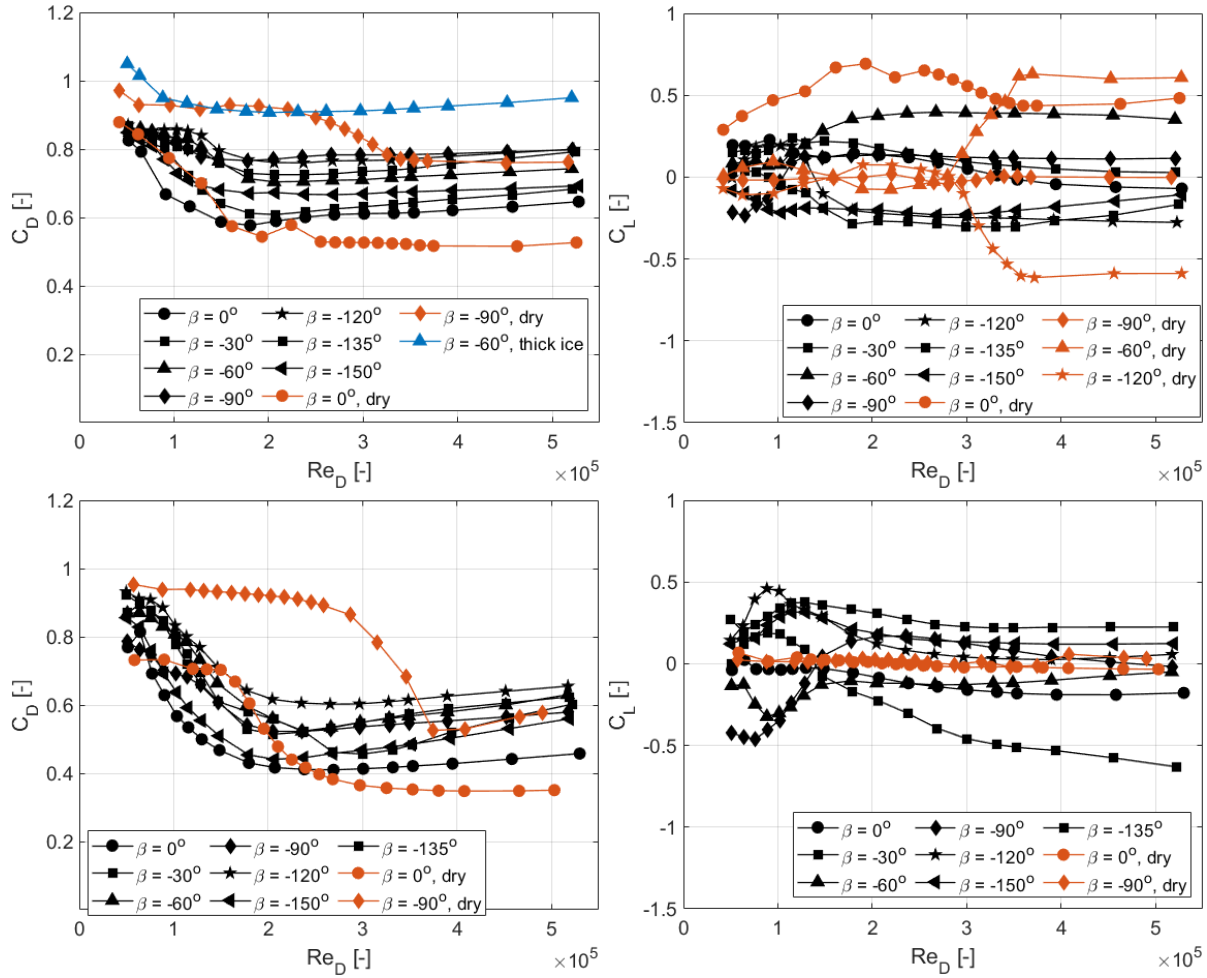 1.2
1
0.8
0.6
0.4
0.2
C_D [-]
β = 0°
β = -30°
β = -60°
β = -90°
β = -120°
β = -135°
β = -150°
β = 0°, dry
β = -90°, dry
β = -60°, thick ice
0 1 2 3 4 5
Re_D [-]
×10^5
1
0.5
0
-0.5
-1
-1.5
C_L [-]
β = 0°
β = -30°
β = -60°
β = -90°
β = -120°
β = -135°
β = -150°
β = 0°, dry
β = -90°, dry
β = -60°, dry
β = -120°, dry
0 1 2 3 4 5
Re_D [-]
×10^5
1.2
1
0.8
0.6
0.4
0.2
C_D [-]
β = 0°
β = -30°
β = -60°
β = -90°
β = -120°
β = -150°
β = -135°
β = 0°, dry
β = -90°, dry
0 1 2 3 4 5
Re_D [-]
×10^5
1
0.5
0
-0.5
-1
-1.5
C_L [-]
β = 0°
β = -30°
β = -60°
β = -90°
β = -120°
β = -150°
β = -135°
β = 0°, dry
β = -90°, dry
0 1 2 3 4 5
Re_D [-]
×10^5